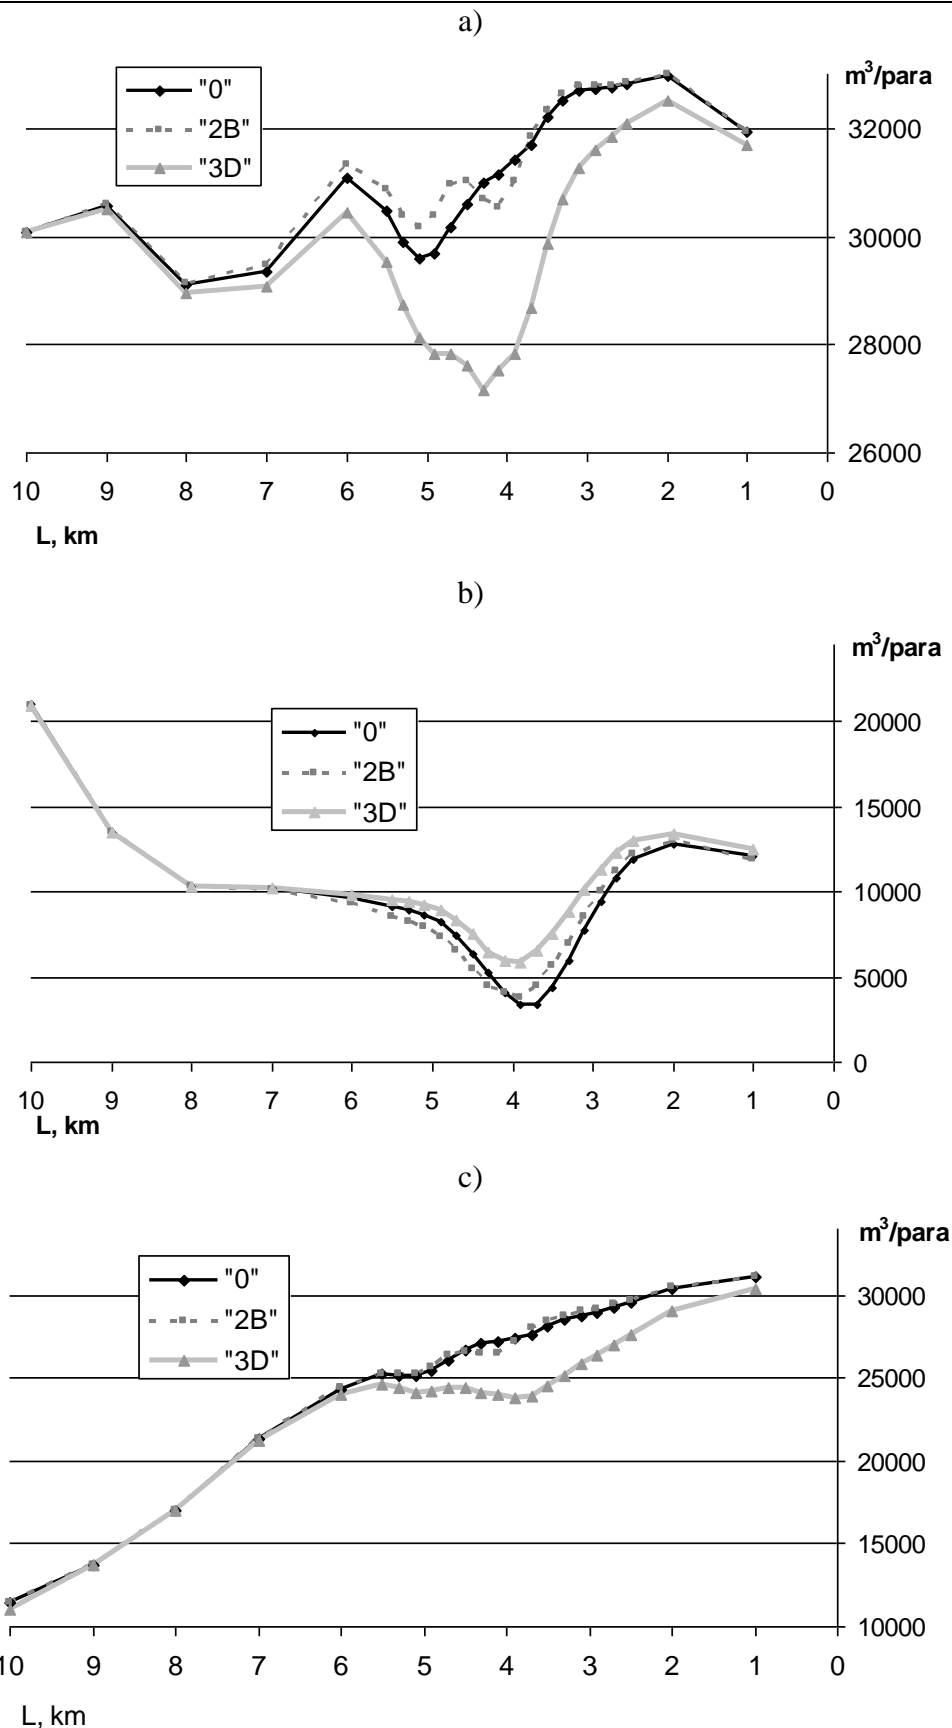 a)
m³/para
"0"
"2B"
"3D"
32000
30000
28000
26000
10 9 8 7 6 5 4 3 2 1 0
L, km
b)
m³/para
"0"
"2B"
"3D"
20000
15000
10000
5000
0
10 9 8 7 6 5 4 3 2 1 0
L, km
c)
m³/para
"0"
"2B"
"3D"
30000
25000
20000
15000
10000
10 9 8 7 6 5 4 3 2 1 0
L, km